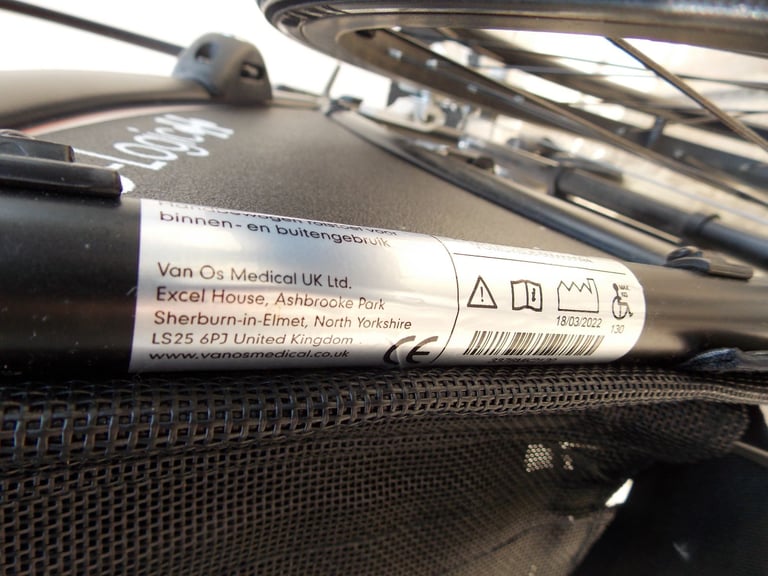 Logic
binnen- en buitengebruik
Van Os Medical UK Ltd.
Excel House, Ashbrooke Park
Sherburn-in-Elmet, North Yorkshire
LS25 6PJ United Kingdom
www.vanosmedical.co.uk
CE
18/03/2022
130